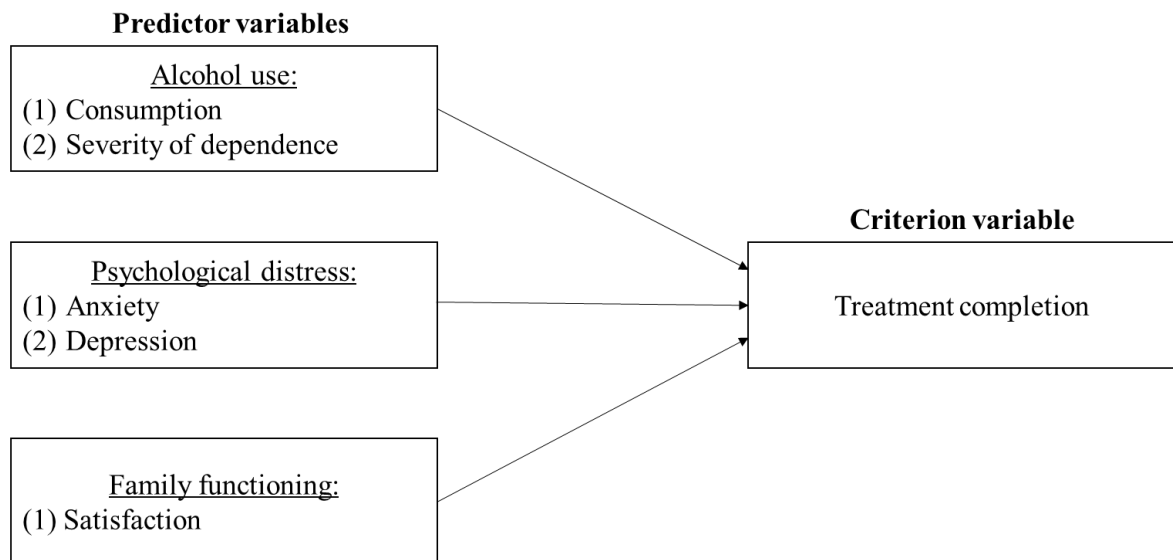 Predictor variables
Alcohol use:
(1) Consumption
(2) Severity of dependence
Psychological distress:
(1) Anxiety
(2) Depression
Family functioning:
(1) Satisfaction
Criterion variable
Treatment completion